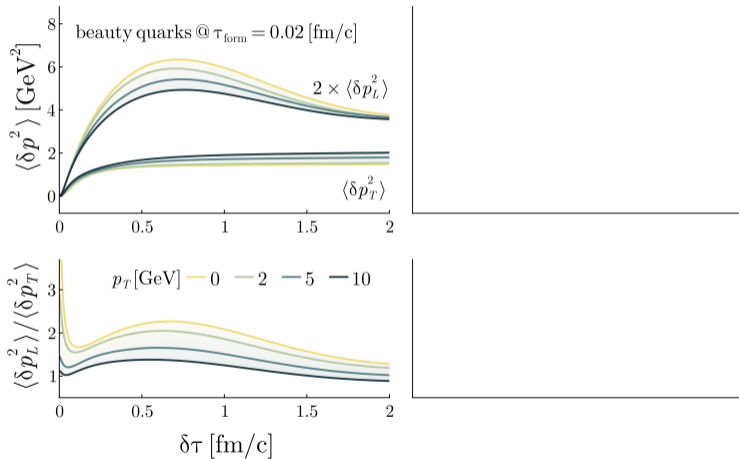 beauty quarks @ τ_form = 0.02 [fm/c]
⟨δp²⟩ [GeV²]
8
6
4
2
0
2 × ⟨δp_L²⟩
⟨δp_T²⟩
0 0.5 1 1.5 2
⟨δp_L²⟩/⟨δp_T²⟩
p_T [GeV] 0 2 5 10
3
2
1
0 0.5 1 1.5 2
δτ [fm/c]